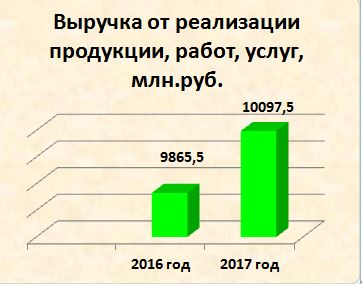 Выручка от реализации
продукции, работ, услуг,
млн.руб.
10097,5
9865,5
2016 год
2017 год